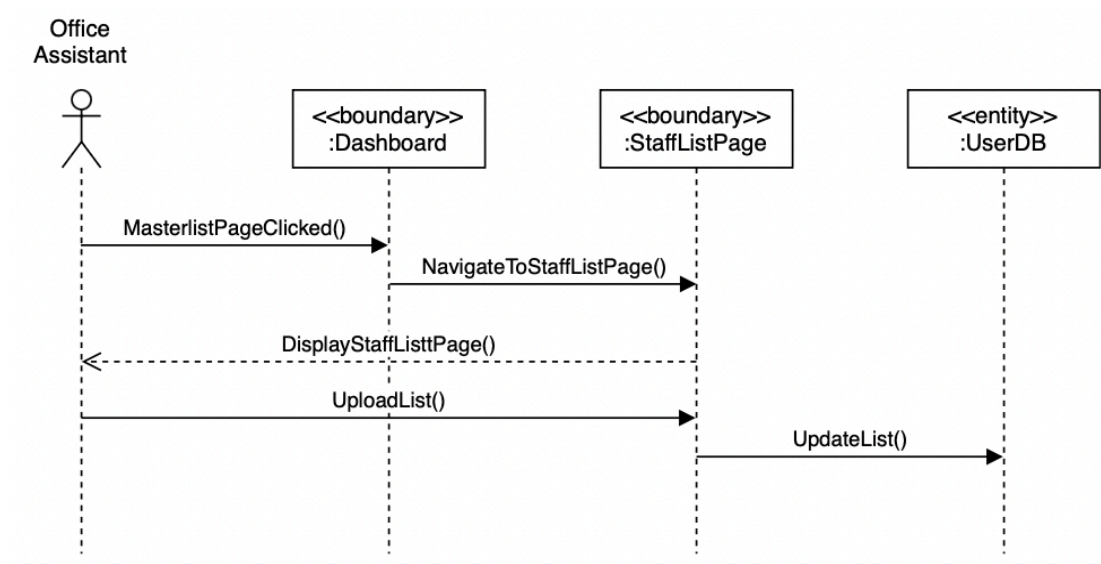 Office
Assistant
<<boundary>>
:Dashboard
<<boundary>>
:StaffListPage
<<entity>>
:UserDB
MasterlistPageClicked()
NavigateToStaffListPage()
DisplayStaffListtPage()
UploadList()
UpdateList()